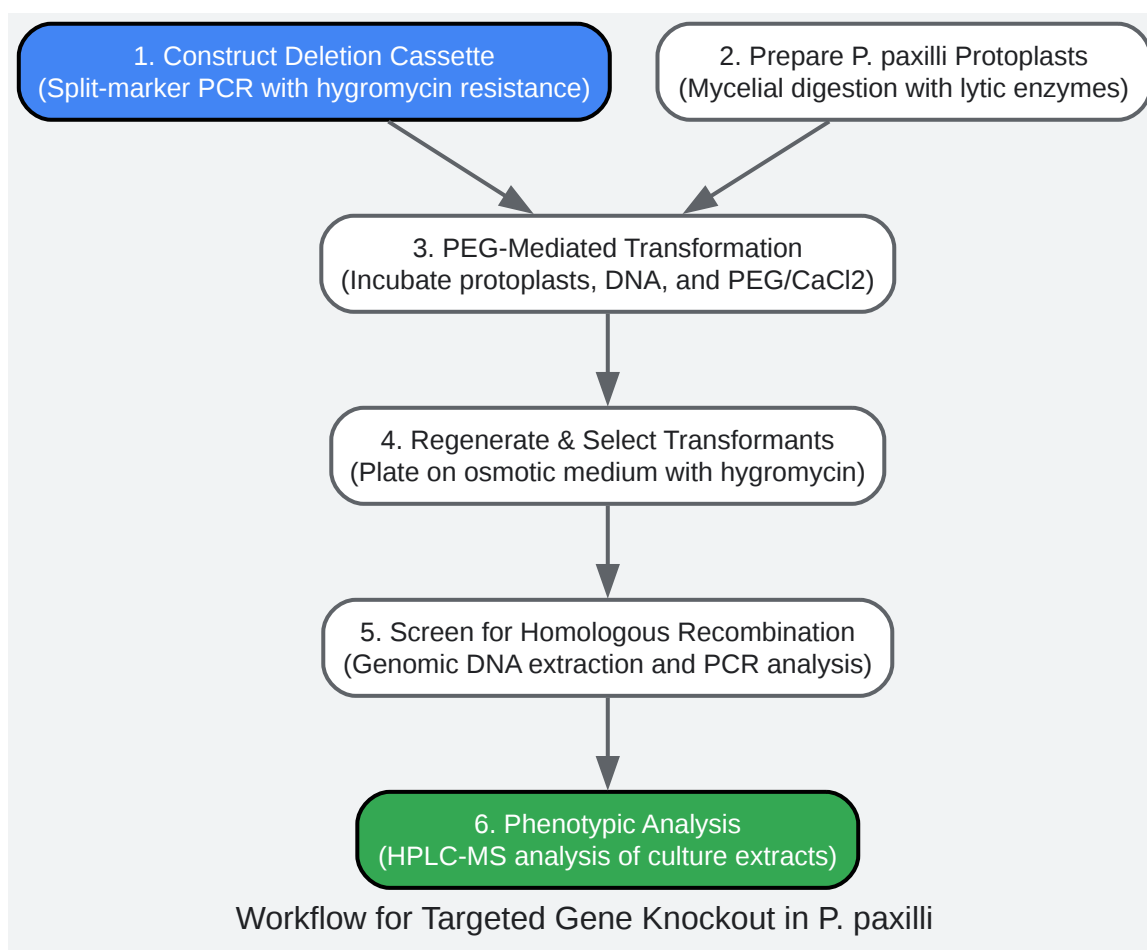 1. Construct Deletion Cassette
(Split-marker PCR with hygromycin resistance)
2. Prepare P. paxilli Protoplasts
(Mycelial digestion with lytic enzymes)
3. PEG-Mediated Transformation
(Incubate protoplasts, DNA, and PEG/CaCl2)
4. Regenerate & Select Transformants
(Plate on osmotic medium with hygromycin)
5. Screen for Homologous Recombination
(Genomic DNA extraction and PCR analysis)
6. Phenotypic Analysis
(HPLC-MS analysis of culture extracts)
Workflow for Targeted Gene Knockout in P. paxilli